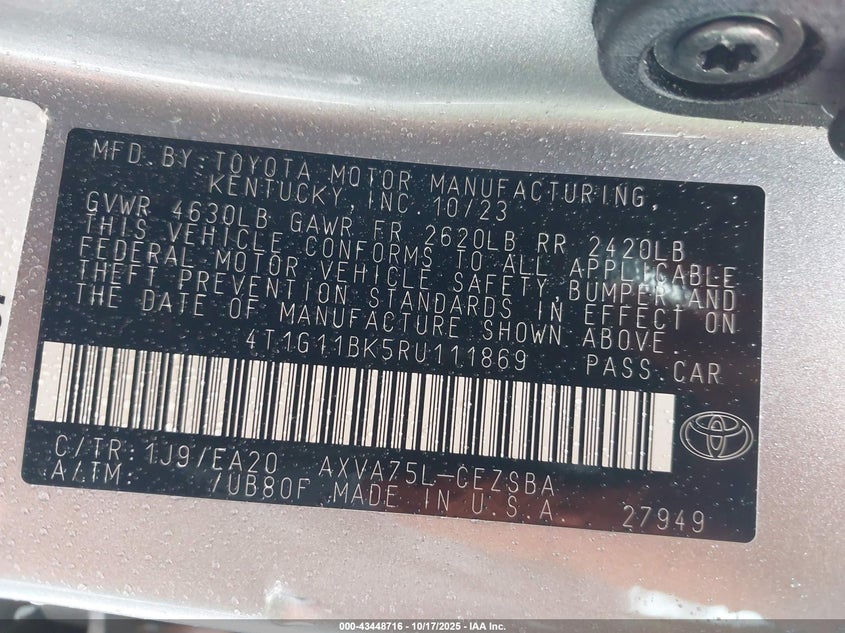 MFD. BY: TOYOTA MOTOR MANUFACTURING,
KENTUCKY, INC. 10/23
GVWR 4630LB GAWR FR 2620LB RR 2420LB
THIS VEHICLE CONFORMS TO ALL APPLICABLE
FEDERAL MOTOR VEHICLE SAFETY, BUMPER AND
THEFT PREVENTION STANDARDS IN EFFECT ON
THE DATE OF MANUFACTURE SHOWN ABOVE.
4T1G11BK5RU111869 PASS.CAR
C/TR: 1J9/EA20 AXVA75L-CEZSBA
A/TM: /UB80F MADE IN U.S.A. 27949
000-43448716 - 10/17/2025 - IAA Inc.